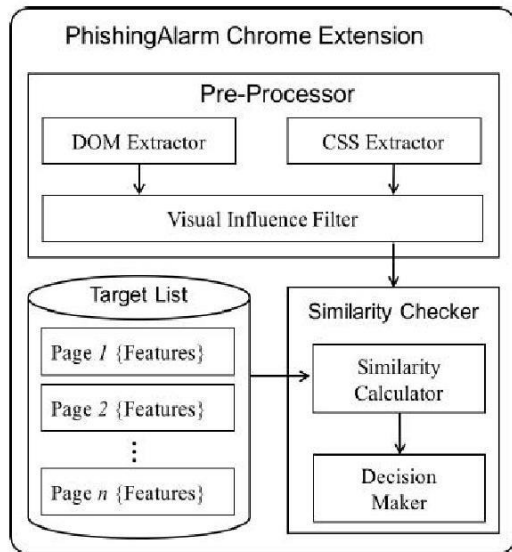 PhishingAlarm Chrome Extension
Pre-Processor
DOM Extractor
CSS Extractor
Visual Influence Filter
Target List
Page 1 {Features}
Page 2 {Features}
⋮
Page n {Features}
Similarity Checker
Similarity
Calculator
Decision
Maker